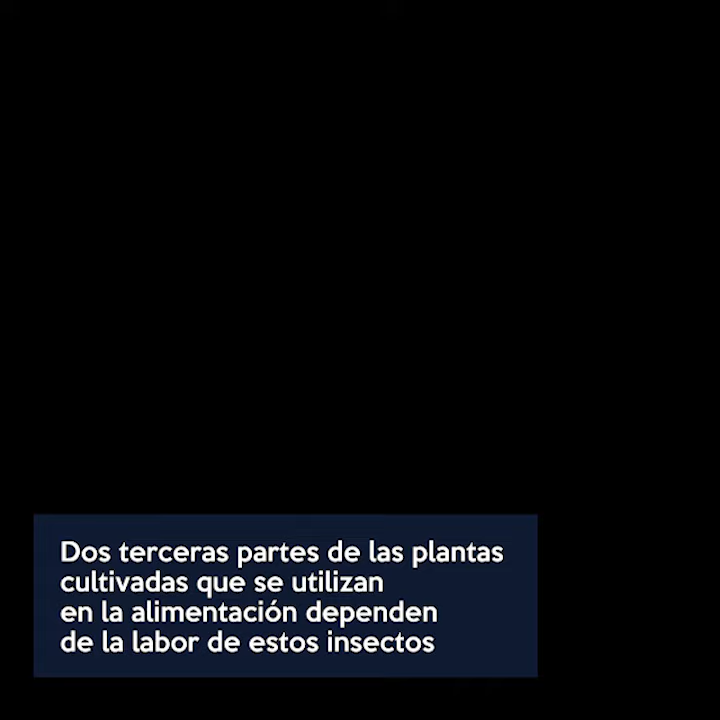 Dos terceras partes de las plantas
cultivadas que se utilizan
en la alimentación dependen
de la labor de estos insectos